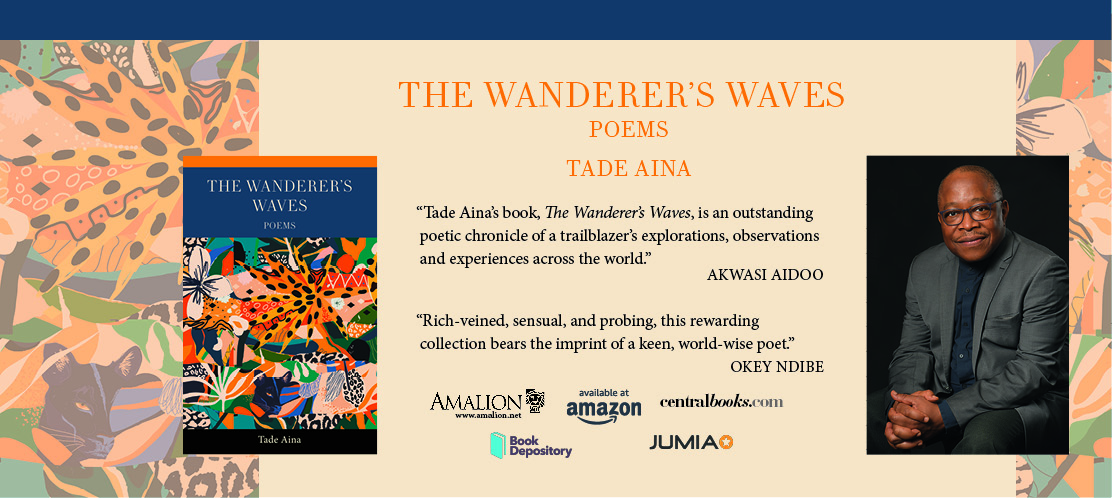 THE WANDERER'S WAVES
POEMS
TADE AINA
THE WANDERER'S
WAVES
POEMS
Tade Aina
“Tade Aina’s book, The Wanderer’s Waves, is an outstanding
poetic chronicle of a trailblazer’s explorations, observations
and experiences across the world.”
AKWASI AIDOO
“Rich-veined, sensual, and probing, this rewarding
collection bears the imprint of a keen, world-wise poet.”
OKEY NDIBE
AMALION
www.amalion.net
available at
amazon
centralbooks.com
Book
Depository
JUMIA